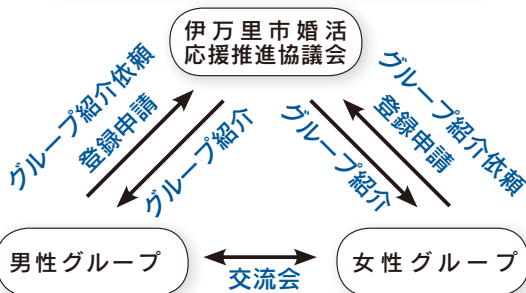 伊万里市婚活
応援推進協議会
グループ紹介依頼
登録申請
グループ紹介
グループ紹介
グループ紹介依頼
登録申請
男性グループ
交流会
女性グループ